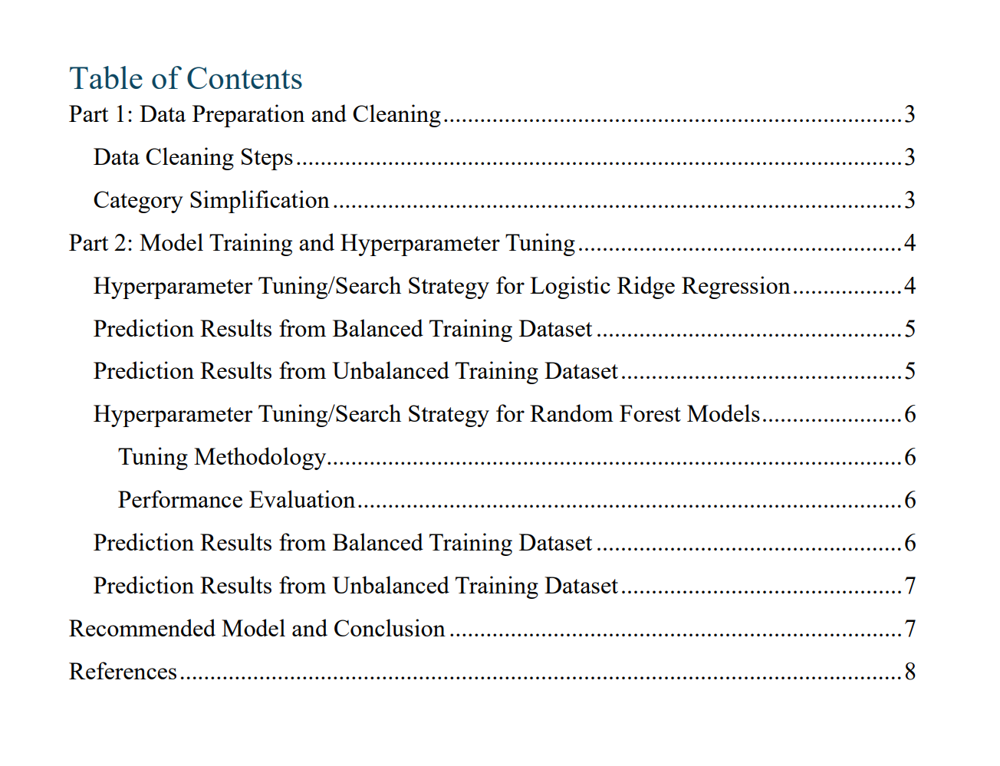 Table of Contents
Part 1: Data Preparation and Cleaning...........................................................................3
Data Cleaning Steps...................................................................................................3
Category Simplification.............................................................................................3
Part 2: Model Training and Hyperparameter Tuning.....................................................4
Hyperparameter Tuning/Search Strategy for Logistic Ridge Regression..................4
Prediction Results from Balanced Training Dataset..................................................5
Prediction Results from Unbalanced Training Dataset..............................................5
Hyperparameter Tuning/Search Strategy for Random Forest Models.......................6
Tuning Methodology..............................................................................................6
Performance Evaluation.........................................................................................6
Prediction Results from Balanced Training Dataset..................................................6
Prediction Results from Unbalanced Training Dataset..............................................7
Recommended Model and Conclusion..........................................................................7
References......................................................................................................................8